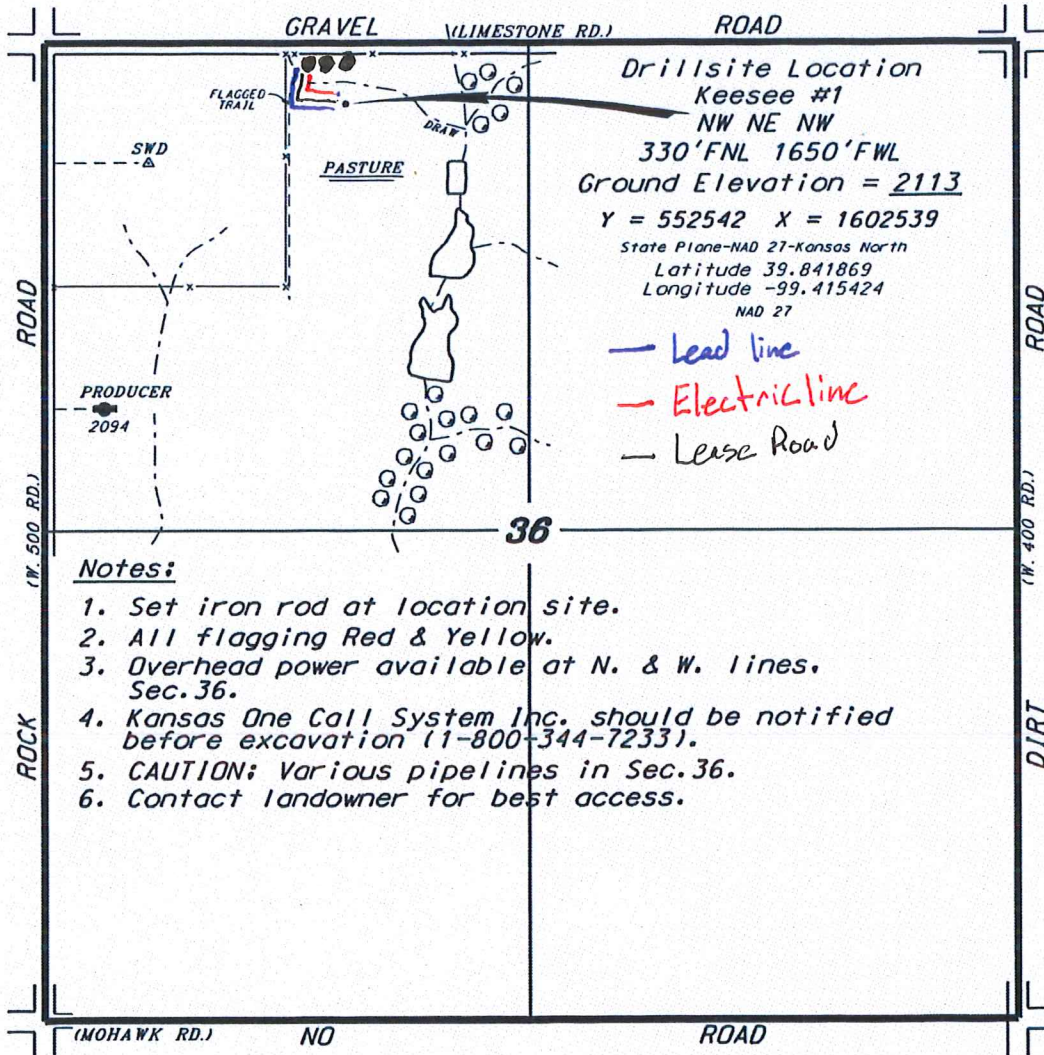 GRAVEL (LIMESTONE RD.) ROAD
Drillsite Location
Keesee #1
NW NE NW
330'FNL 1650'FWL
Ground Elevation = 2113
Y = 552542 X = 1602539
State Plane-NAD 27-Kansas North
Latitude 39.841869
Longitude -99.415424
NAD 27
Lead line
Electric line
Lease Road
FLAGGED
TRAIL
DRAW
SWD
PASTURE
PRODUCER
2094
ROAD
(W. 500 RD.)
ROCK
ROAD
(W. 400 RD.)
DIRT
36
Notes:
1. Set iron rod at location site.
2. All flagging Red & Yellow.
3. Overhead power available at N. & W. lines.
Sec.36.
4. Kansas One Call System Inc. should be notified
before excavation (1-800-344-7233).
5. CAUTION: Various pipelines in Sec.36.
6. Contact landowner for best access.
(MOHAWK RD.) NO ROAD